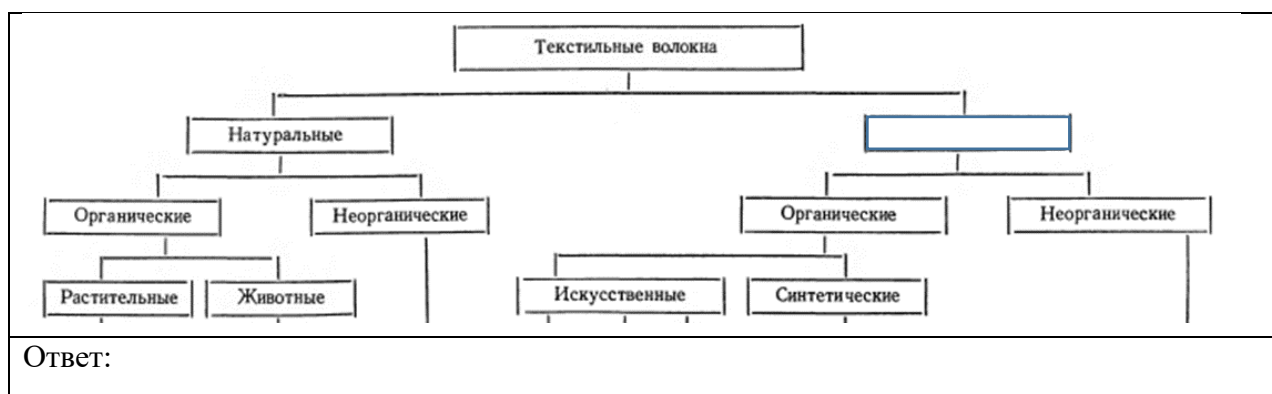 Текстильные волокна
Натуральные
Органические Неорганические Органические Неорганические
Растительные Животные Искусственные Синтетические
Ответ: